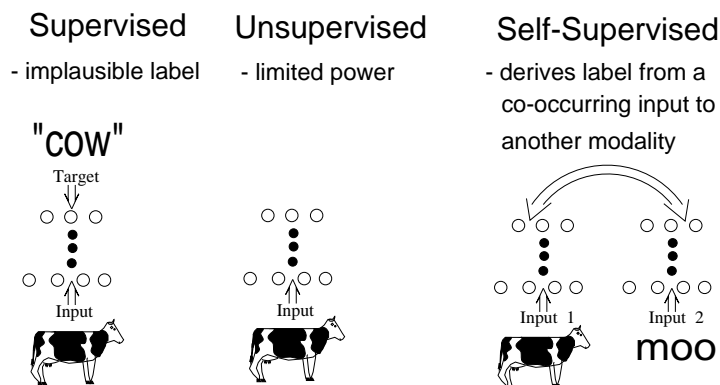 Supervised
- implausible label
"cow"
Target
Input
Unsupervised
- limited power
Input
Self-Supervised
- derives label from a
co-occurring input to
another modality
Input 1
Input 2
moo